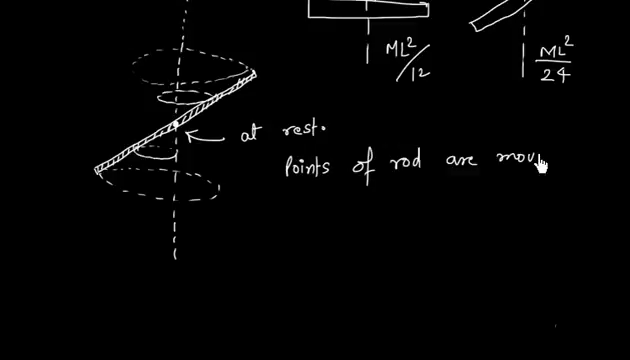 ML²/12
ML²/24
at rest.
Points of rod are mov